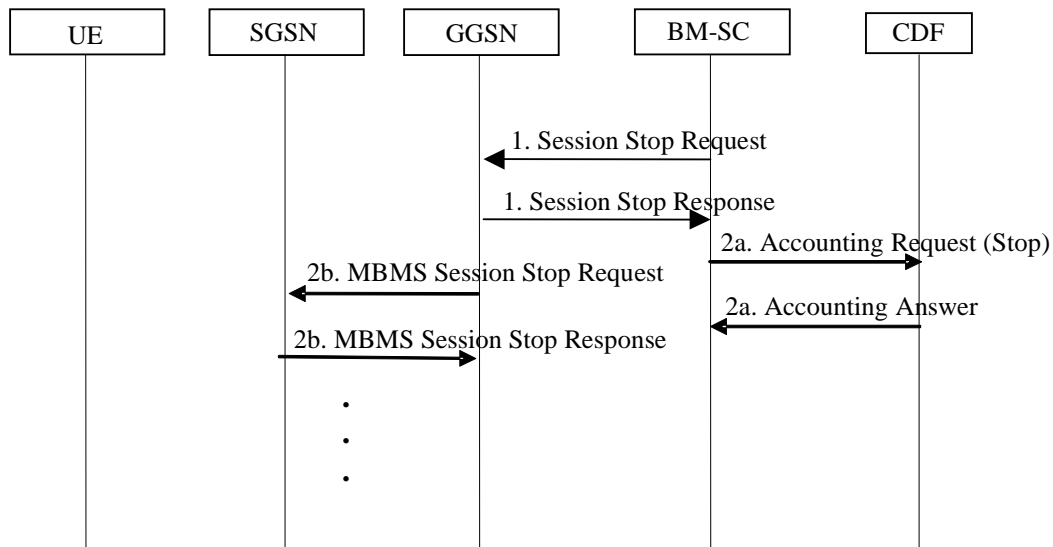 UE
SGSN
GGSN
BM-SC
CDF
1. Session Stop Request
1. Session Stop Response
2a. Accounting Request (Stop)
2b. MBMS Session Stop Request
2a. Accounting Answer
2b. MBMS Session Stop Response